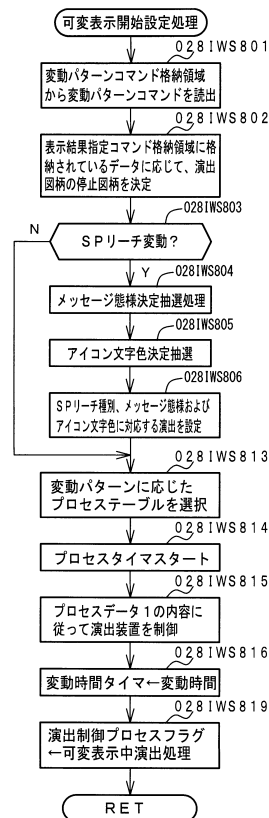 可変表示開始設定処理
028IWS801
変動パターンコマンド格納領域
から変動パターンコマンドを読出
028IWS802
表示結果指定コマンド格納領域に格
納されているデータに応じて、演出
図柄の停止図柄を決定
028IWS803
N
SPリーチ変動?
Y
028IWS804
メッセージ態様決定抽選処理
028IWS805
アイコン文字色決定抽選
028IWS806
SPリーチ種別、メッセージ態様および
アイコン文字色に対応する演出を設定
028IWS813
変動パターンに応じた
プロセステーブルを選択
028IWS814
プロセスタイマスタート
028IWS815
プロセスデータ1の内容に
従って演出装置を制御
028IWS816
変動時間タイマ←変動時間
028IWS819
演出制御プロセスフラグ
←可変表示中演出処理
RET